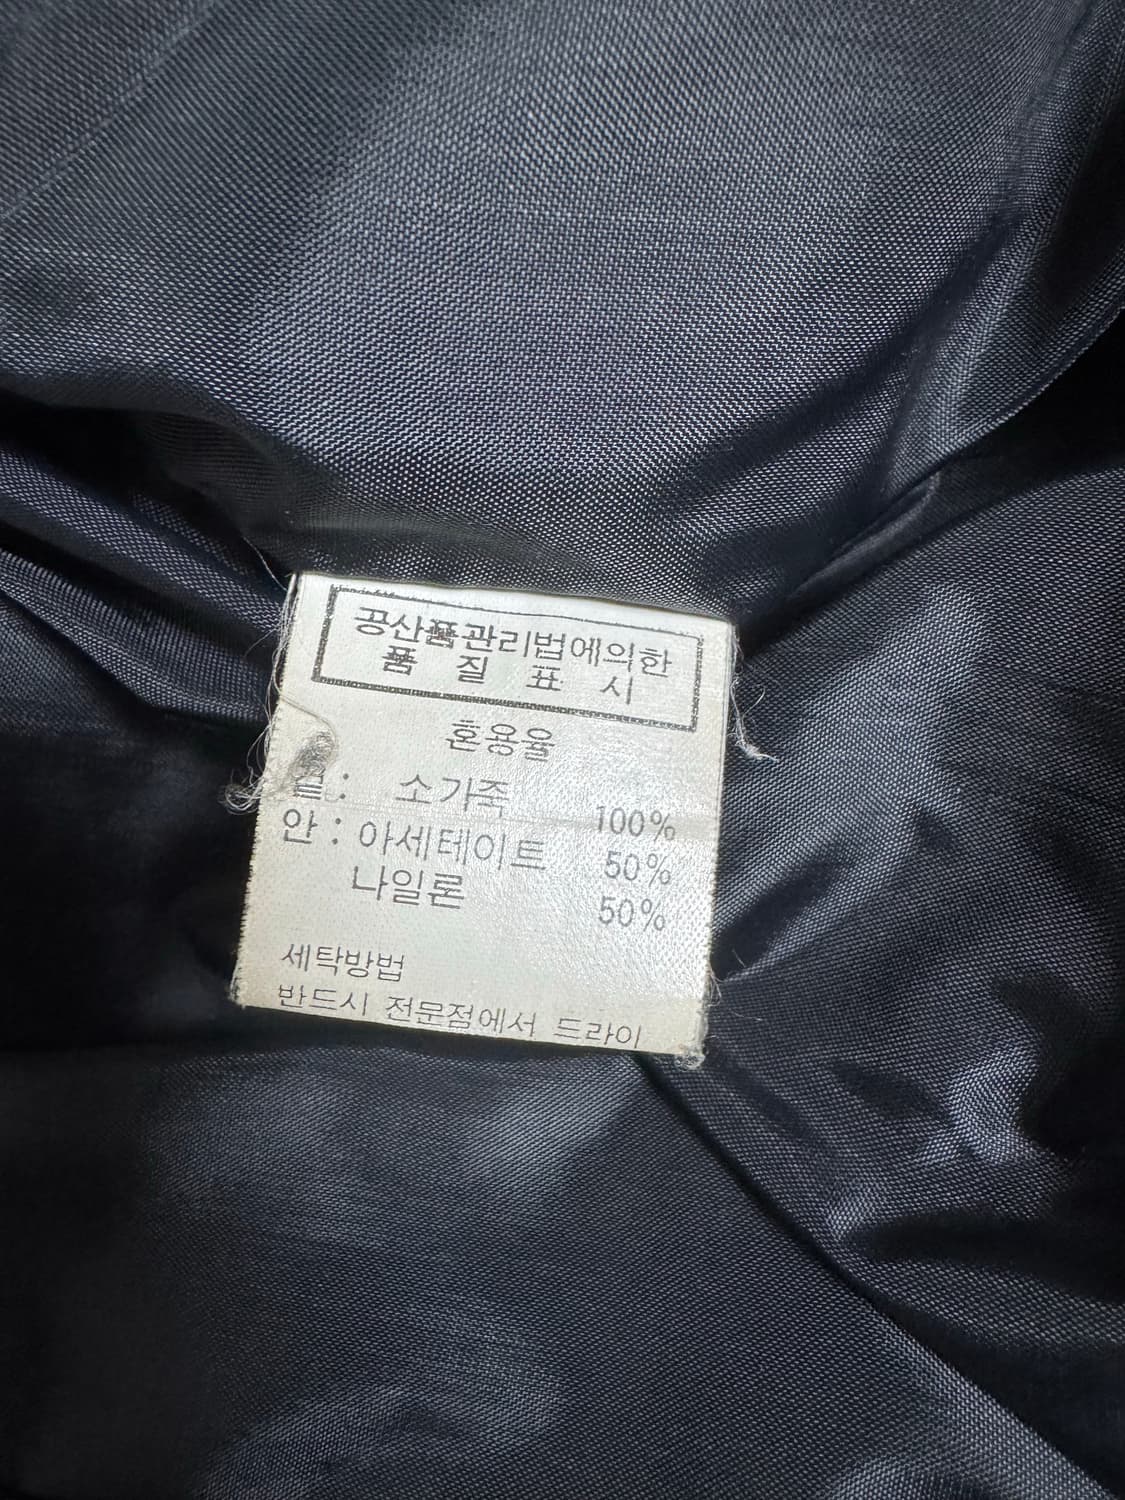 공산품관리법에의한
품 질 표 시
혼용율
겉 : 소가죽 100%
안 : 아세테이트 50%
나일론 50%
세탁방법
반드시 전문점에서 드라이